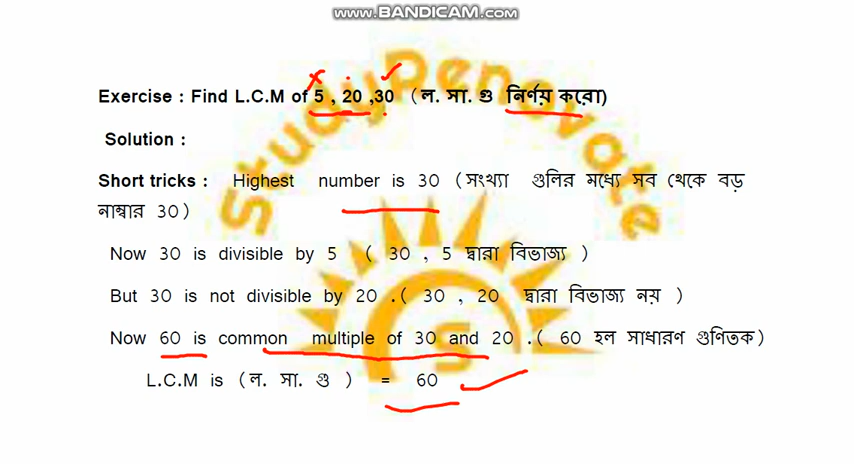 www.BANDICAM.com
Exercise : Find L.C.M of 5 , 20 ,30 ( ল. সা. গু নির্ণয় করো)
Solution :
Short tricks : Highest number is 30 (সংখ্যা গুলির মধ্যে সব থেকে বড়
নাম্বার 30)
Now 30 is divisible by 5 ( 30 , 5 দ্বারা বিভাজ্য )
But 30 is not divisible by 20 .( 30 , 20 দ্বারা বিভাজ্য নয় )
Now 60 is common multiple of 30 and 20 .( 60 হল সাধারণ গুণিতক)
L.C.M is (ল. সা. গু ) = 60
StudyPenovate
S